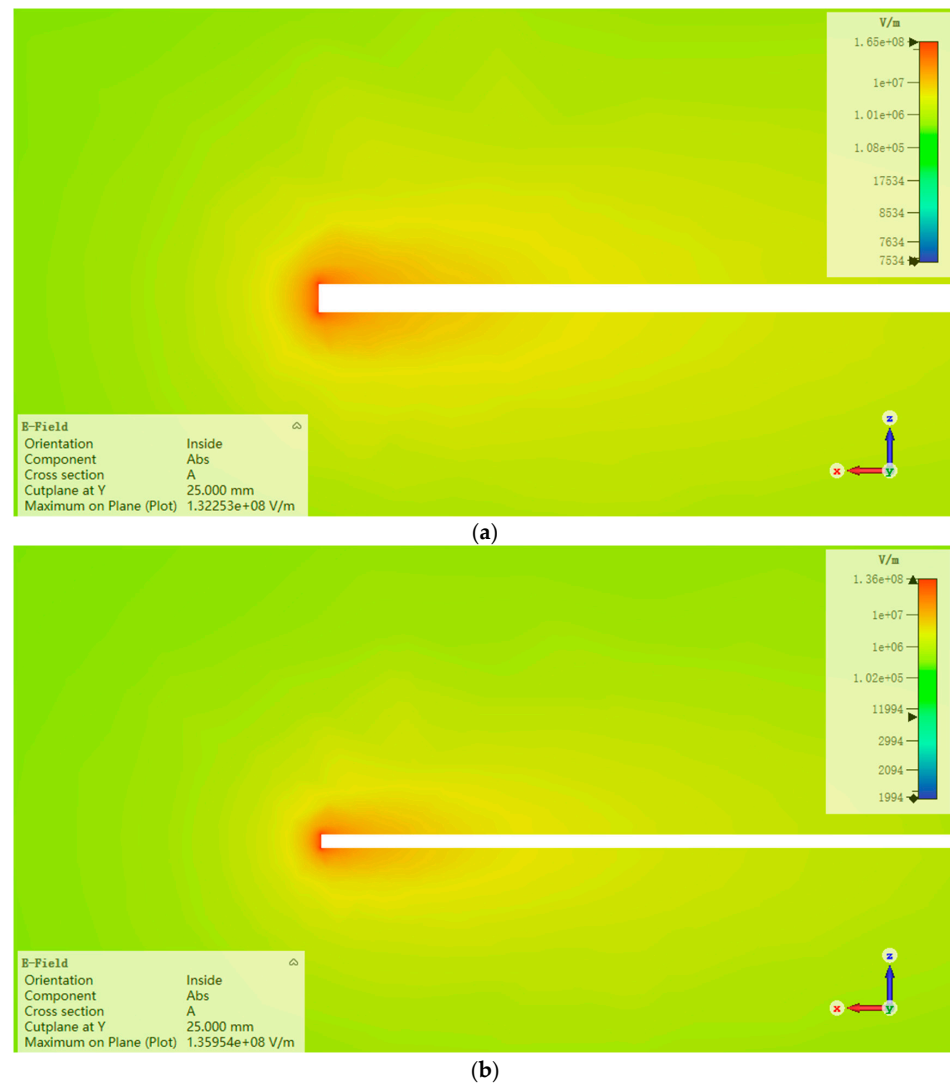 V/m
1.65e+08
1e+07
1.01e+06
1.08e+05
17534
8534
7634
7534
E-Field
Orientation Inside
Component Abs
Cross section A
Cutplane at Y 25.000 mm
Maximum on Plane (Plot) 1.32253e+08 V/m
z
x y
(a)
V/m
1.36e+08
1e+07
1e+06
1.02e+05
11994
2994
2094
1994
E-Field
Orientation Inside
Component Abs
Cross section A
Cutplane at Y 25.000 mm
Maximum on Plane (Plot) 1.35954e+08 V/m
z
x y
(b)